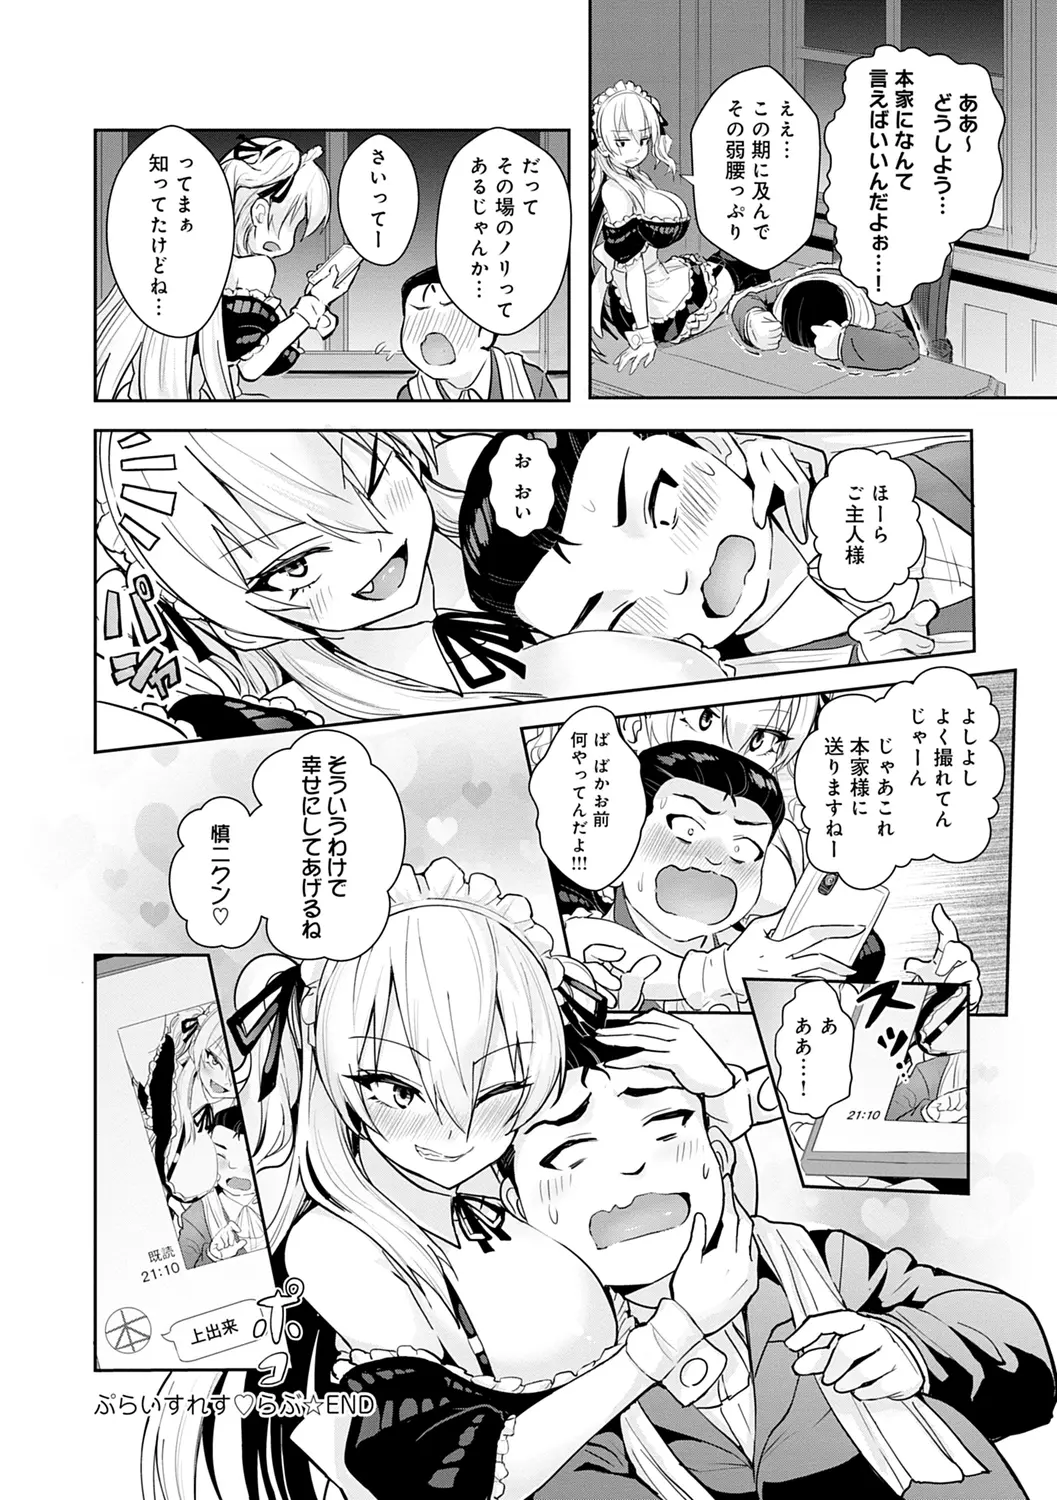 ああ〜
どうしよう…
本家になんて
言えばいいんだよぉ……!
ええ…
この期に及んで
その弱腰っぷり
だって
その場のノリって
あるじゃんか…
さいってー
ってまぁ
知ってたけどね…
ほーら
ご主人様
お おい
パシャ
よしよし
よく撮れてん
じゃーん
じゃあこれ
本家様に
送りますねー
ば ばかお前
何やってんだよ!!!
スッ
あ
ああ…!
21:10
そういうわけで
幸せにしてあげるね
慎二クン♡
既読
21:10
上出来
ポコ
ぷらいすれす♡らぶ☆END